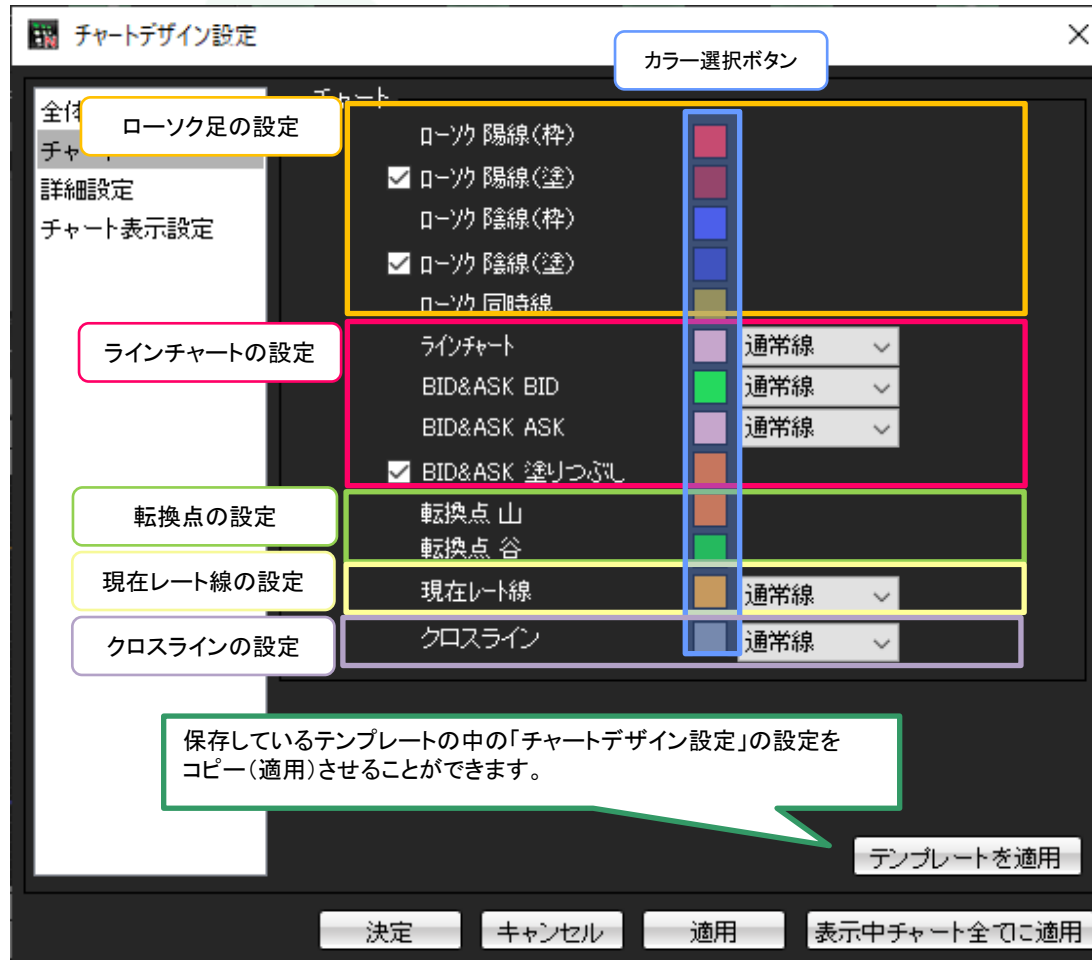 チャートデザイン設定
カラー選択ボタン
チャート
ローソク足の設定
ローソク 陽線(枠)
ローソク 陽線(塗)
詳細設定
ローソク 陰線(枠)
チャート表示設定
ローソク 陰線(塗)
ローソク 同時線
ラインチャートの設定
ラインチャート 通常線
BID&ASK BID 通常線
BID&ASK ASK 通常線
BID&ASK 塗りつぶし
転換点の設定
転換点 山
転換点 谷
現在レート線の設定
現在レート線 通常線
クロスラインの設定
クロスライン 通常線
保存しているテンプレートの中の「チャートデザイン設定」の設定を
コピー(適用)させることができます。
テンプレートを適用
決定 キャンセル 適用 表示中チャート全てに適用